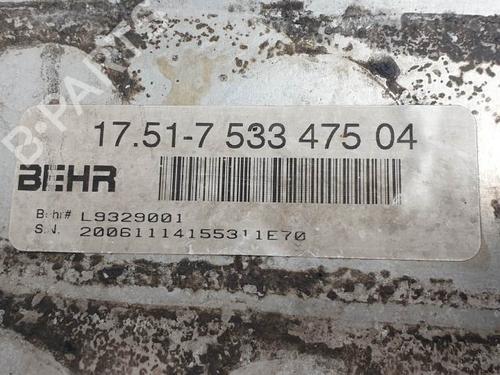 B-PARTS
17.51-7 533 475 04
BEHR
Behr# L9329001
S.N. 20061114155311E70